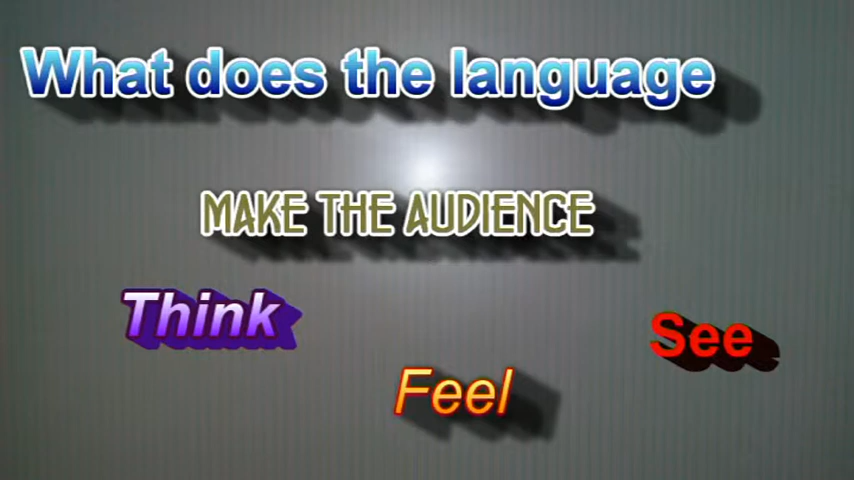 What does the language
MAKE THE AUDIENCE
Think
See
Feel